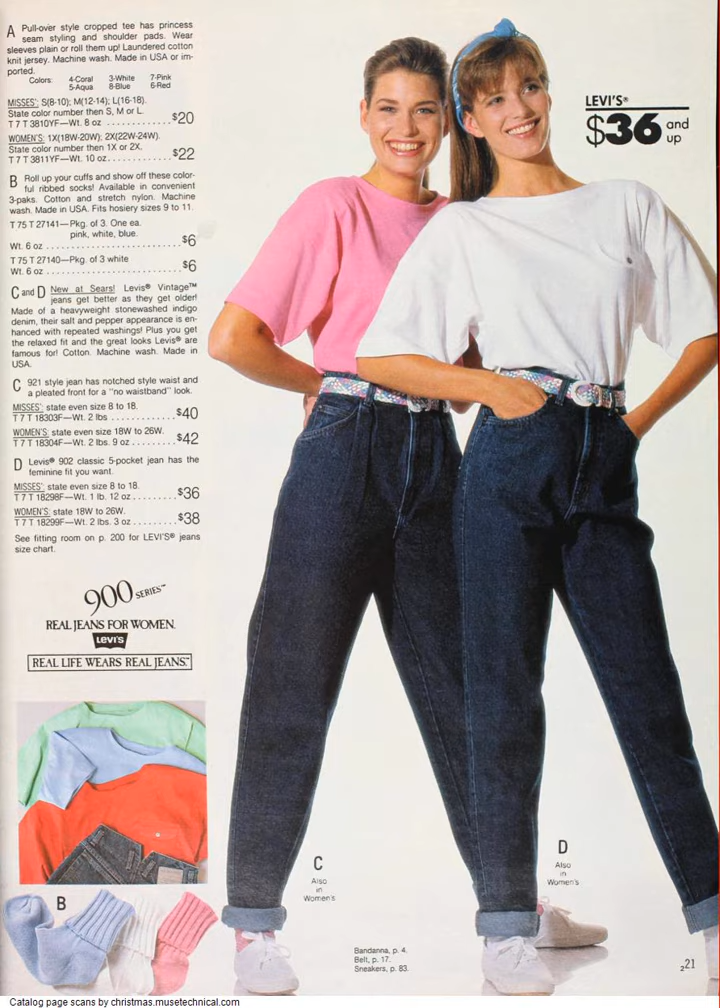 A Pull-over style cropped tee has princess
seam styling and shoulder pads. Wear
sleeves plain or roll them up! Laundered cotton
knit jersey. Machine wash. Made in USA or im-
ported.
Colors: 4-Coral 3-White 7-Pink
5-Aqua 8-Blue 6-Red
MISSES': S(8-10); M(12-14); L(16-18).
State color number then S, M or L.
T 7 T 3810YF—Wt. 8 oz . . . . . . . . . . . . . $20
WOMEN'S: 1X(18W-20W); 2X(22W-24W).
State color number then 1X or 2X.
T 7 T 3811YF—Wt. 10 oz. . . . . . . . . . . . . $22
B Roll up your cuffs and show off these color-
ful ribbed socks! Available in convenient
3-paks. Cotton and stretch nylon. Machine
wash. Made in USA. Fits hosiery sizes 9 to 11.
T 75 T 27141—Pkg. of 3. One ea.
pink, white, blue.
Wt. 6 oz . . . . . . . . . . . . . . . . . . . . . . . . . $6
T 75 T 27140—Pkg. of 3 white
Wt. 6 oz . . . . . . . . . . . . . . . . . . . . . . . . . $6
C and D New at Sears! Levi's® Vintage™
jeans get better as they get older!
Made of a heavyweight stonewashed indigo
denim, their salt and pepper appearance is en-
hanced with repeated washings! Plus you get
the relaxed fit and the great looks Levi's® are
famous for! Cotton. Machine wash. Made in
USA.
C 921 style jean has notched style waist and
a pleated front for a "no waistband" look.
MISSES': state even size 8 to 18.
T 7 T 18303F—Wt. 2 lbs . . . . . . . . . . . . . $40
WOMEN'S: state even size 18W to 26W.
T 7 T 18304F—Wt. 2 lbs. 9 oz . . . . . . . . . $42
D Levi's® 902 classic 5-pocket jean has the
feminine fit you want.
MISSES': state even size 8 to 18.
T 7 T 18298F—Wt. 1 lb. 12 oz . . . . . . . . . $36
WOMEN'S: state 18W to 26W.
T 7 T 18299F—Wt. 2 lbs. 3 oz . . . . . . . . . $38
See fitting room on p. 200 for LEVI'S® jeans
size chart.
900 SERIES™
REAL JEANS FOR WOMEN.
LEVI'S
REAL LIFE WEARS REAL JEANS.™
B
LEVI'S®
$36 and
up
C
Also
in
Women's
D
Also
in
Women's
Bandanna, p. 4.
Belt, p. 17.
Sneakers, p. 83.
221
Catalog page scans by christmas.musetechnical.com